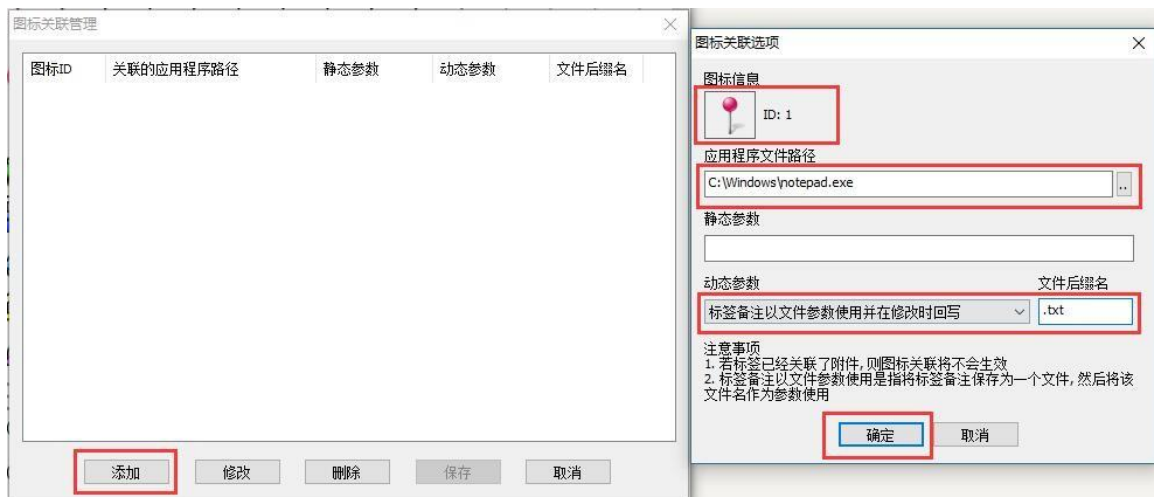 图标关联管理
图标ID 关联的应用程序路径 静态参数 动态参数 文件后缀名
添加 修改 删除 保存 取消
图标关联选项
图标信息
ID: 1
应用程序文件路径
C:\Windows\notepad.exe ..
静态参数
动态参数 文件后缀名
标签备注以文件参数使用并在修改时回写 .txt
注意事项
1. 若标签已经关联了附件, 则图标关联将不会生效
2. 标签备注以文件参数使用是指将标签备注保存为一个文件, 然后将该
文件名作为参数使用
确定 取消